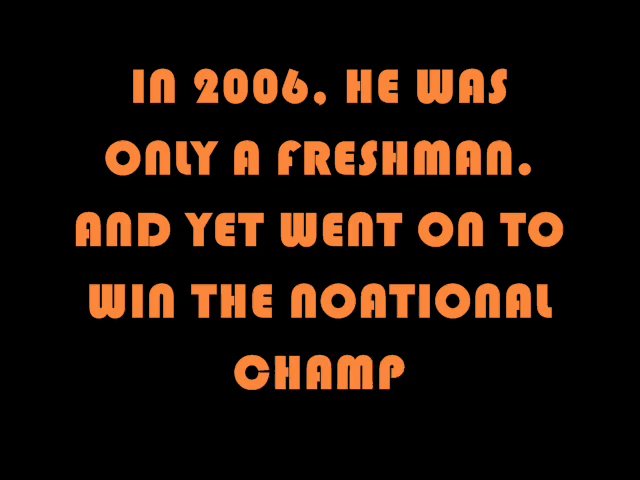 IN 2006, HE WAS
ONLY A FRESHMAN.
AND YET WENT ON TO
WIN THE NOATIONAL
CHAMP